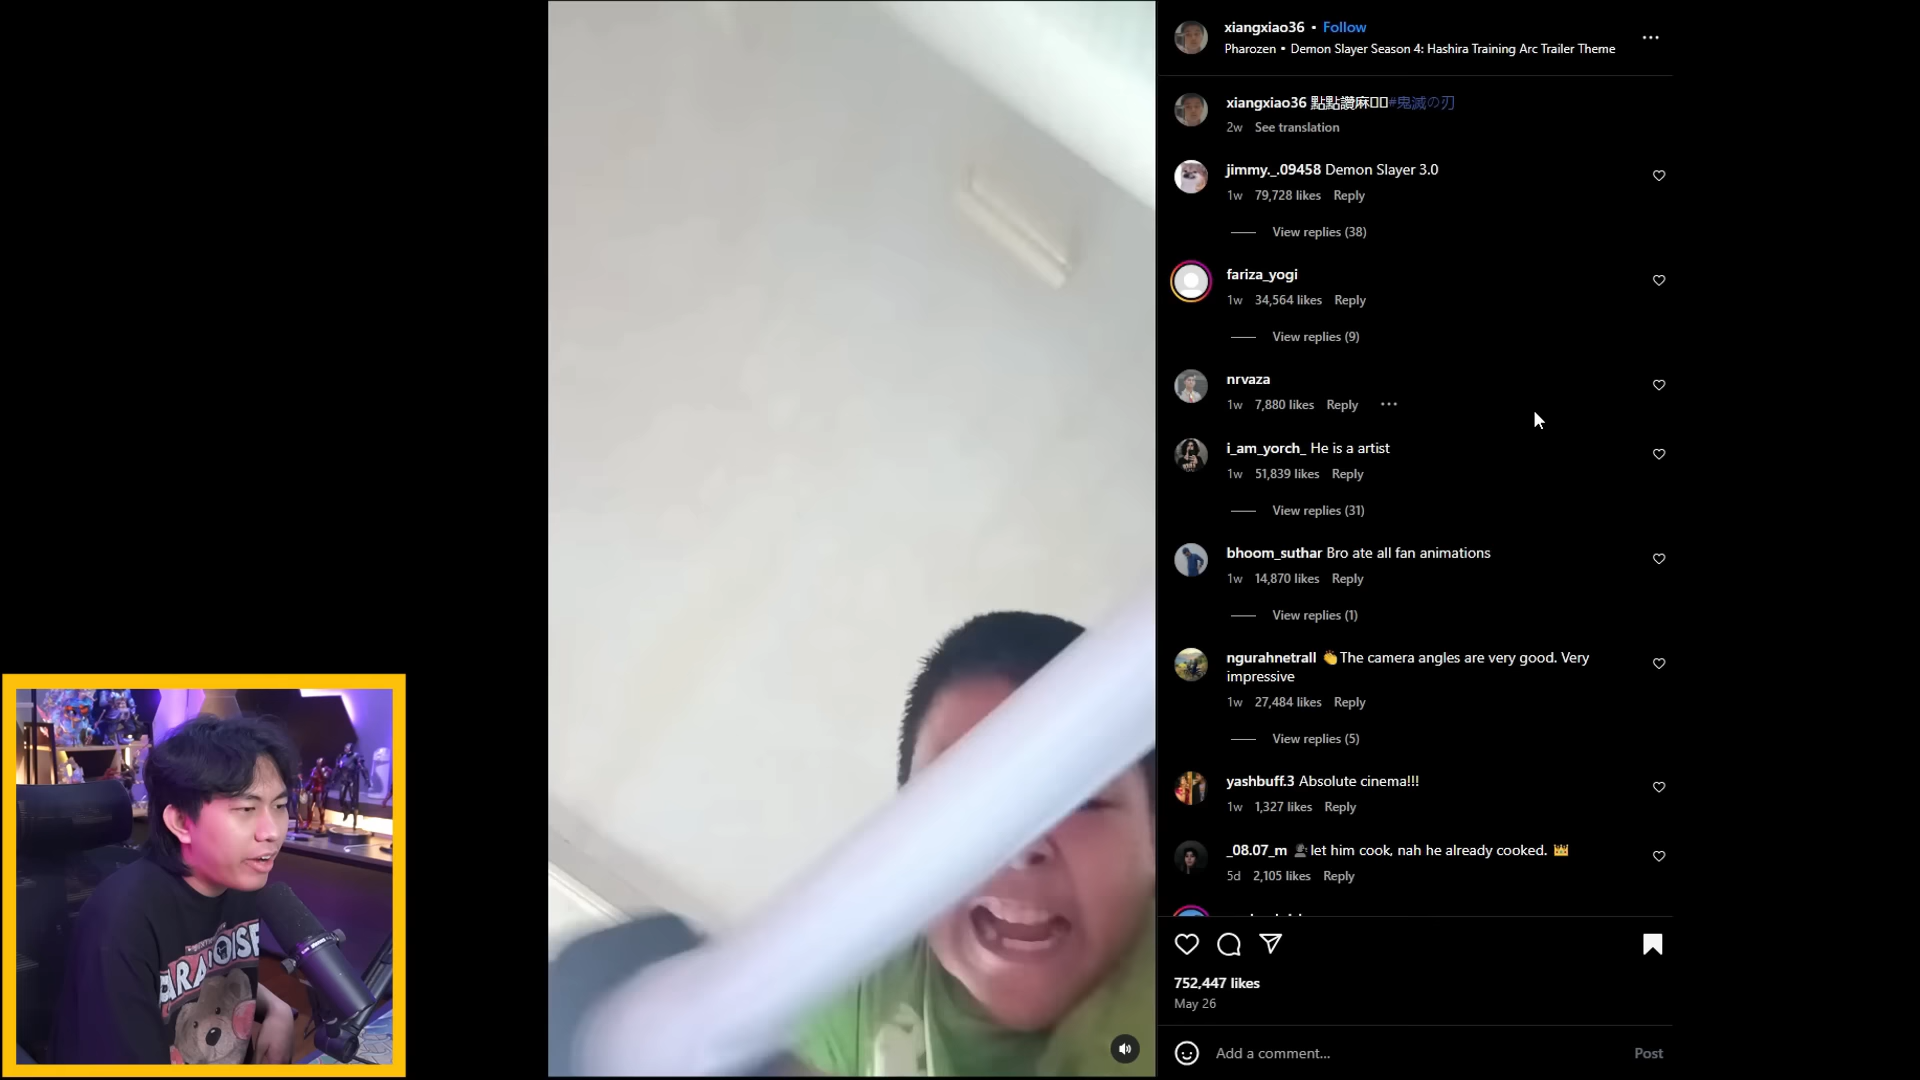 xiangxiao36 • Follow
Pharozen • Demon Slayer Season 4: Hashira Training Arc Trailer Theme
xiangxiao36 點點讚麻#鬼滅の刃
2w See translation
jimmy._.09458 Demon Slayer 3.0
1w 79,728 likes Reply
View replies (38)
fariza_yogi
1w 34,564 likes Reply
View replies (9)
nrvaza
1w 7,880 likes Reply
i_am_yorch_ He is a artist
1w 51,839 likes Reply
View replies (31)
bhoom_suthar Bro ate all fan animations
1w 14,870 likes Reply
View replies (1)
ngurahnetrall 👏The camera angles are very good. Very
impressive
1w 27,484 likes Reply
View replies (5)
yashbuff.3 Absolute cinema!!!
1w 1,327 likes Reply
_08.07_m 🗣let him cook, nah he already cooked. 👑
5d 2,105 likes Reply
752,447 likes
May 26
Add a comment...
Post